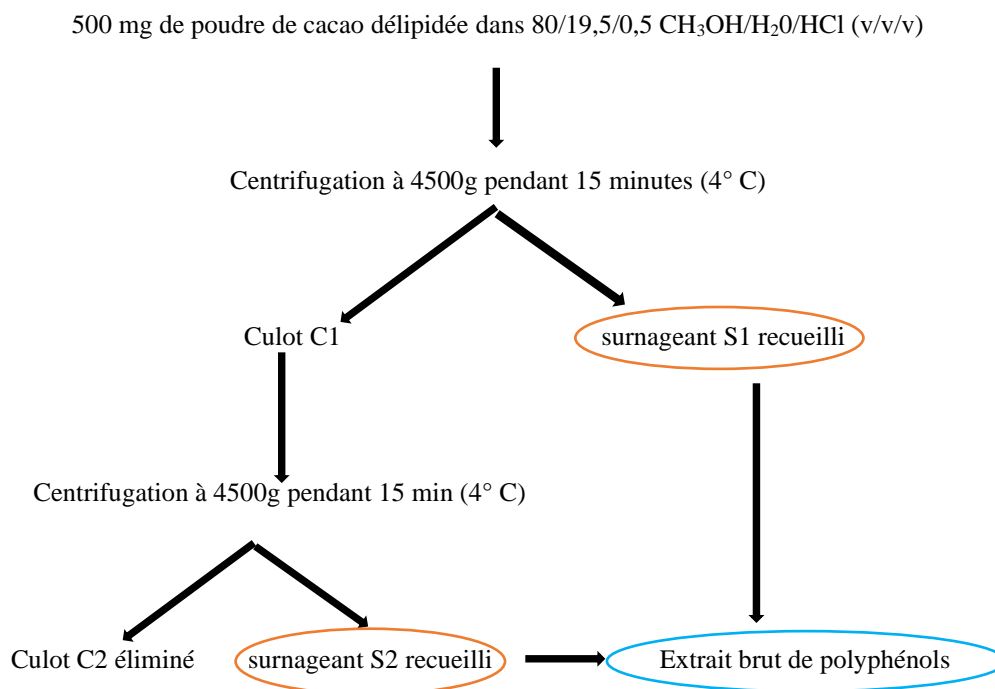 500 mg de poudre de cacao délipidée dans 80/19,5/0,5 CH₃OH/H₂0/HCl (v/v/v)
Centrifugation à 4500g pendant 15 minutes (4° C)
Culot C1
surnageant S1 recueilli
Centrifugation à 4500g pendant 15 min (4° C)
Culot C2 éliminé
surnageant S2 recueilli
Extrait brut de polyphénols